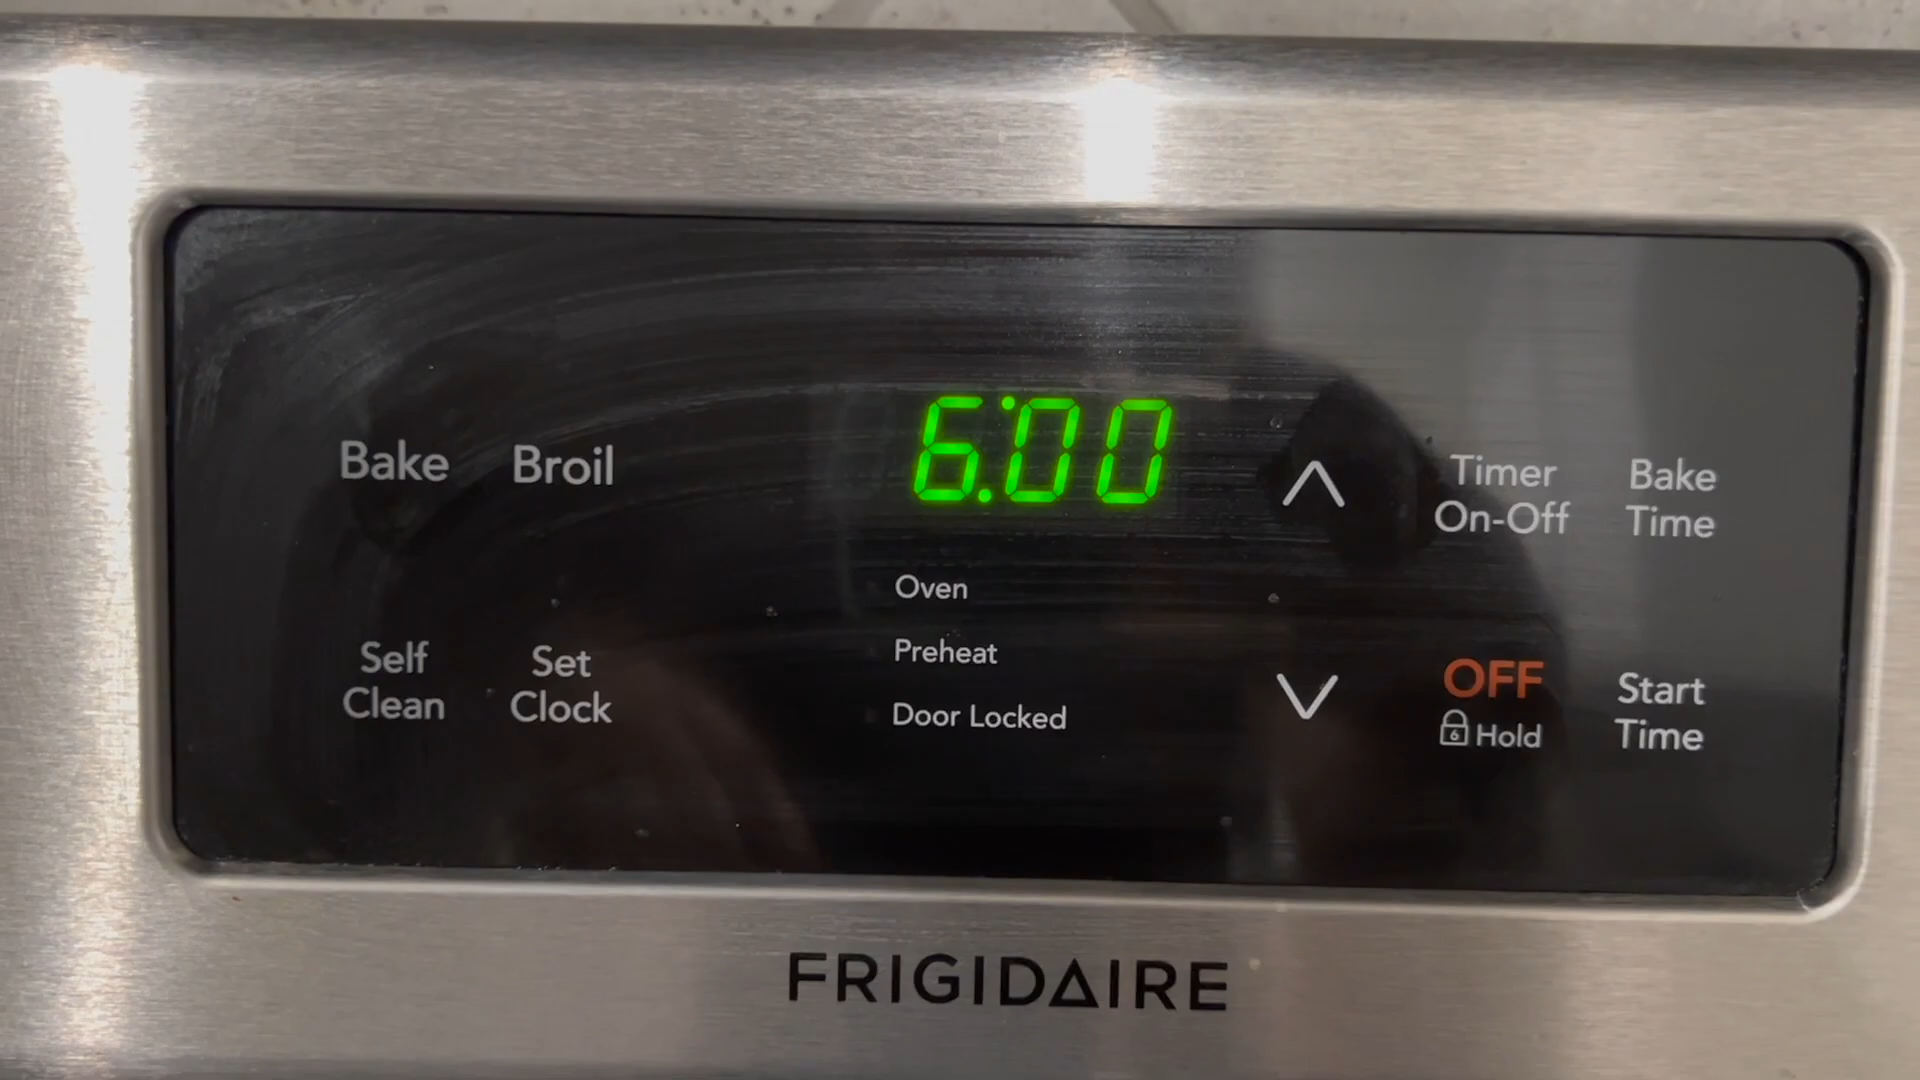 6:00
Bake Broil
Timer
On-Off
Bake
Time
Oven
Preheat
Door Locked
Self
Clean
Set
Clock
OFF
6 Hold
Start
Time
FRIGIDAIRE